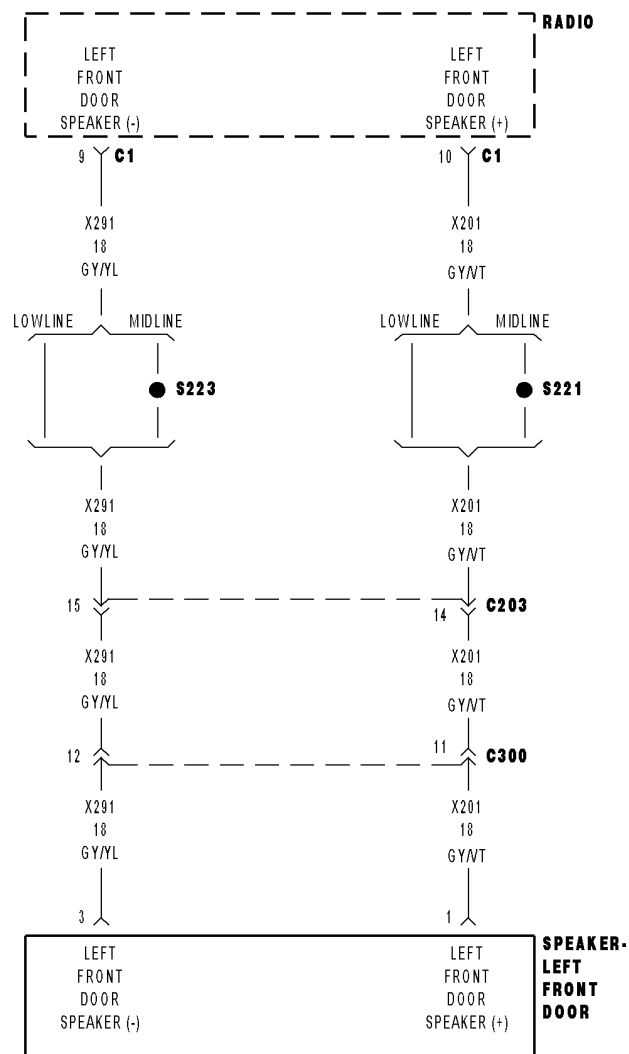 RADIO
LEFT
FRONT
DOOR
SPEAKER (-)
LEFT
FRONT
DOOR
SPEAKER (+)
9 C1
10 C1
X291
18
GY/YL
X201
18
GY/VT
LOWLINE MIDLINE
LOWLINE MIDLINE
S223
S221
X291
18
GY/YL
X201
18
GY/VT
15
14
C203
X291
18
GY/YL
X201
18
GY/VT
12
11
C300
X291
18
GY/YL
X201
18
GY/VT
3
1
LEFT
FRONT
DOOR
SPEAKER (-)
LEFT
FRONT
DOOR
SPEAKER (+)
SPEAKER-
LEFT
FRONT
DOOR